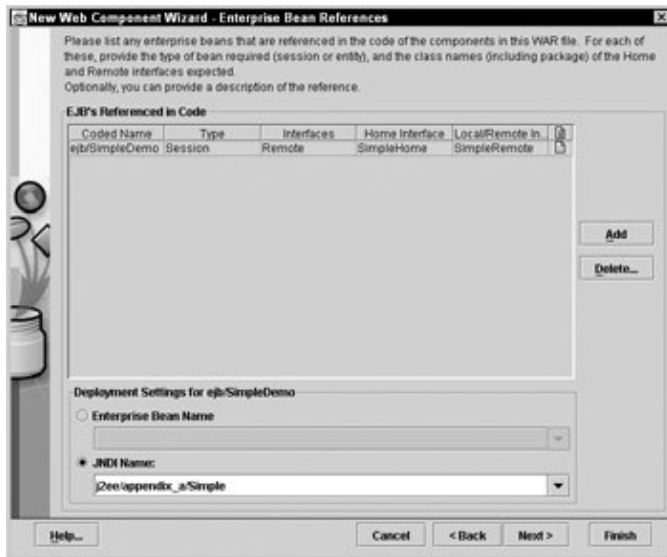 New Web Component Wizard - Enterprise Bean References
Please list any enterprise beans that are referenced in the code of the components in this WAR file. For each of
these, provide the type of bean required (session or entity), and the class names (including package) of the Home
and Remote interfaces expected.
Optionally, you can provide a description of the reference.
EJB's Referenced in Code
Coded Name Type Interfaces Home Interface Local/Remote In...
ejb/SimpleDemo Session Remote SimpleHome SimpleRemote
Add
Delete...
Deployment Settings for ejb/SimpleDemo
Enterprise Bean Name
JNDI Name:
j2ee/appendix_a/Simple
Help... Cancel < Back Next > Finish